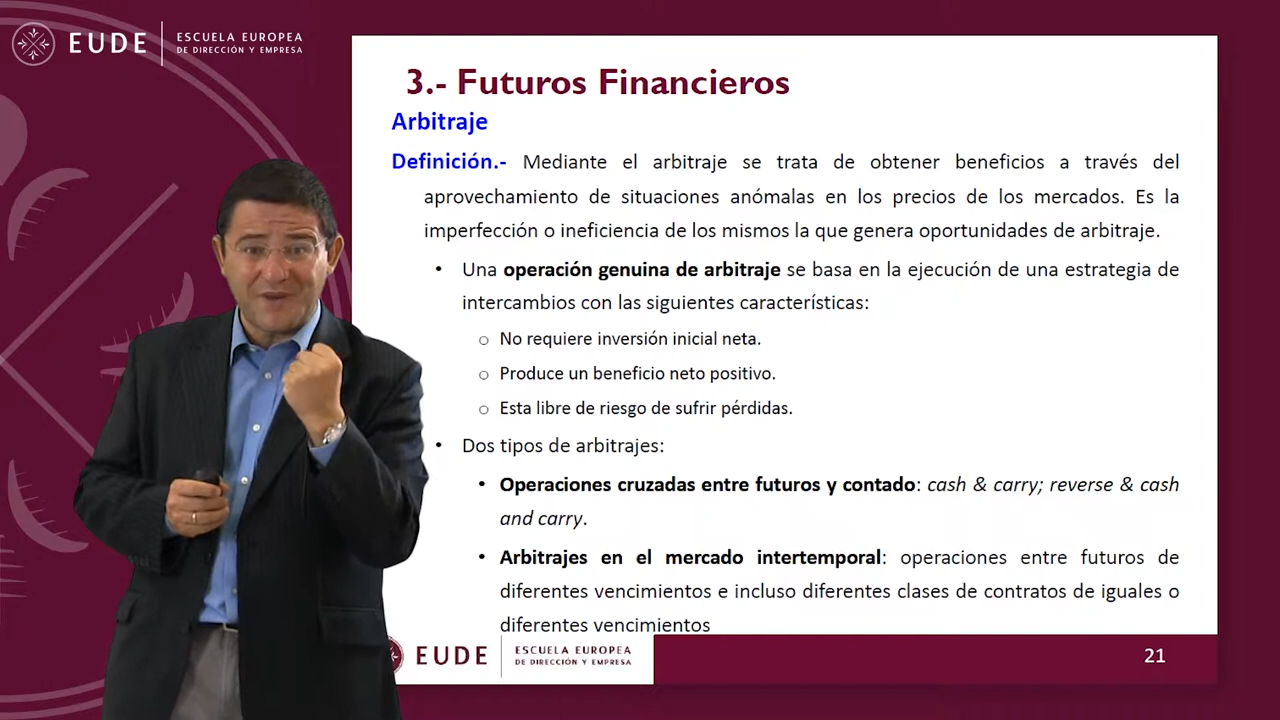 EUDE
ESCUELA EUROPEA
DE DIRECCIÓN Y EMPRESA
3.- Futuros Financieros
Arbitraje
Definición.- Mediante el arbitraje se trata de obtener beneficios a través del
aprovechamiento de situaciones anómalas en los precios de los mercados. Es la
imperfección o ineficiencia de los mismos la que genera oportunidades de arbitraje.
• Una operación genuina de arbitraje se basa en la ejecución de una estrategia de
intercambios con las siguientes características:
o No requiere inversión inicial neta.
o Produce un beneficio neto positivo.
o Esta libre de riesgo de sufrir pérdidas.
• Dos tipos de arbitrajes:
• Operaciones cruzadas entre futuros y contado: cash & carry; reverse & cash
and carry.
• Arbitrajes en el mercado intertemporal: operaciones entre futuros de
diferentes vencimientos e incluso diferentes clases de contratos de iguales o
diferentes vencimientos
EUDE
ESCUELA EUROPEA
DE DIRECCIÓN Y EMPRESA
21